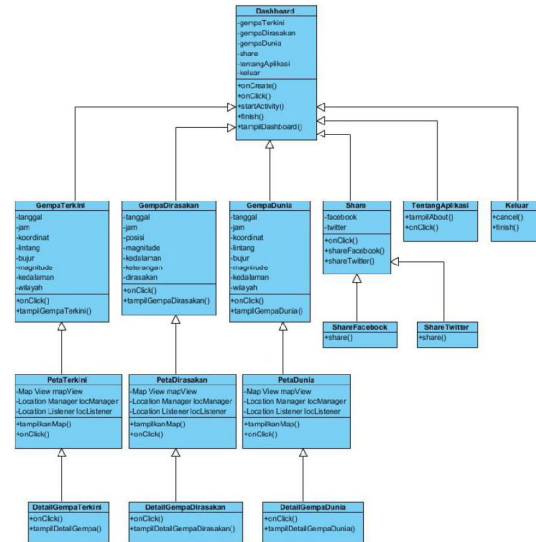 Dashboard
-gempaTerkini
-gempaDirasakan
-gempaDunia
-share
-tentangAplikasi
-keluar
+onCreate()
+onClick()
+startActivity()
+finish()
+tampilDashboard()
GempaTerkini
-tanggal
-jam
-koordinat
-lintang
-bujur
-magnitude
-kedalaman
-wilayah
+onClick()
+tampilGempaTerkini()
GempaDirasakan
-tanggal
-jam
-posisi
-magnitude
-kedalaman
-keterangan
-dirasakan
+onClick()
+tampilGempaDirasakan()
GempaDunia
-tanggal
-jam
-koordinat
-lintang
-bujur
-magnitude
-kedalaman
-wilayah
+onClick()
+tampilGempaDunia()
Share
-facebook
-twitter
+onClick()
+shareFacebook()
+shareTwitter()
TentangAplikasi
+tampilAbout()
+onClick()
Keluar
+cancel()
+finish()
ShareFacebook
+share()
ShareTwitter
+share()
PetaTerkini
-Map View mapView
-Location Manager locManager
-Location Listener locListener
+tampilkanMap()
+onClick()
PetaDirasakan
-Map View mapView
-Location Manager locManager
-Location Listener locListener
+tampilkanMap()
+onClick()
PetaDunia
-Map View mapView
-Location Manager locManager
-Location Listener locListener
+tampilkanMap()
+onClick()
DetailGempaTerkini
+onClick()
+tampilDetailGempa()
DetailGempaDirasakan
+onClick()
+tampilDetailGempaDirasakan()
DetailGempaDunia
+onClick()
+tampilDetailGempaDunia()